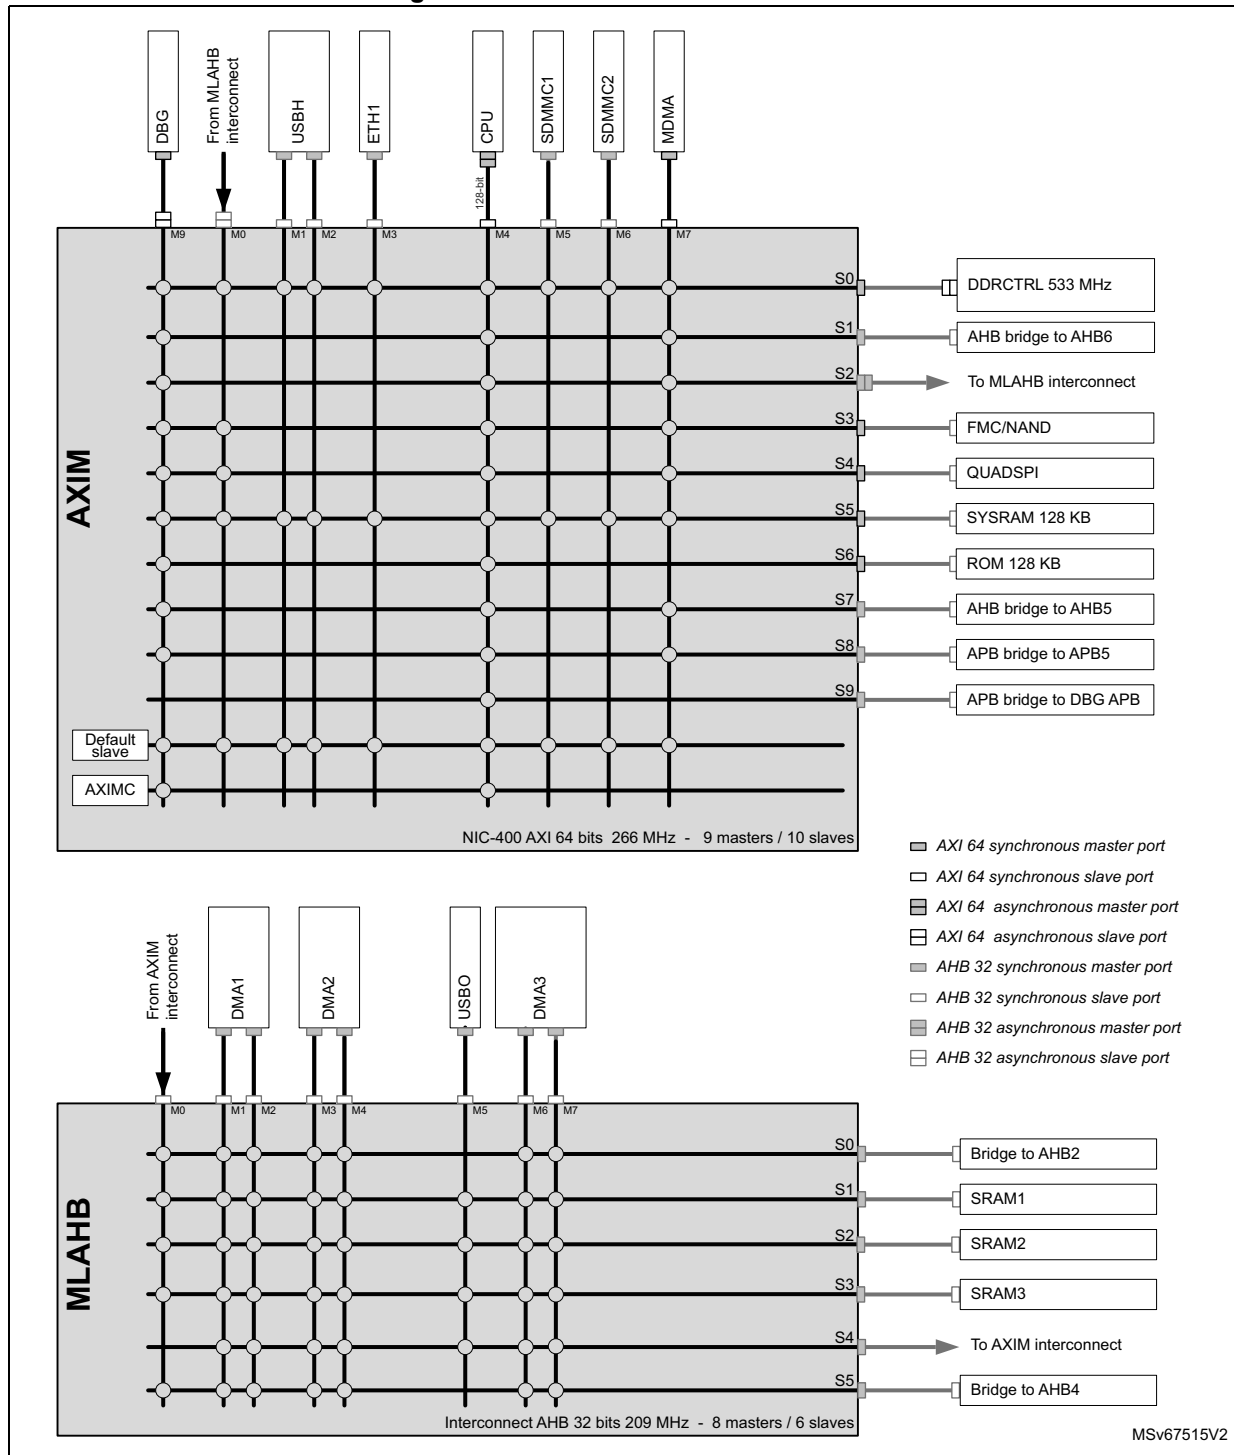 DBG
From MLAHB
interconnect
USBH
ETH1
CPU
SDMMC1
SDMMC2
MDMA
128-bit
M9
M0
M1
M2
M3
M4
M5
M6
M7
S0
DDRCTRL 533 MHz
S1
AHB bridge to AHB6
S2
To MLAHB interconnect
S3
FMC/NAND
S4
QUADSPI
AXIM
S5
SYSRAM 128 KB
S6
ROM 128 KB
S7
AHB bridge to AHB5
S8
APB bridge to APB5
S9
APB bridge to DBG APB
Default
slave
AXIMC
NIC-400 AXI 64 bits 266 MHz - 9 masters / 10 slaves
AXI 64 synchronous master port
AXI 64 synchronous slave port
AXI 64 asynchronous master port
AXI 64 asynchronous slave port
AHB 32 synchronous master port
AHB 32 synchronous slave port
AHB 32 asynchronous master port
AHB 32 asynchronous slave port
From AXIM
interconnect
DMA1
DMA2
USBO
DMA3
M0
M1
M2
M3
M4
M5
M6
M7
S0
Bridge to AHB2
S1
SRAM1
S2
SRAM2
MLAHB
S3
SRAM3
S4
To AXIM interconnect
S5
Bridge to AHB4
Interconnect AHB 32 bits 209 MHz - 8 masters / 6 slaves
MSv67515V2